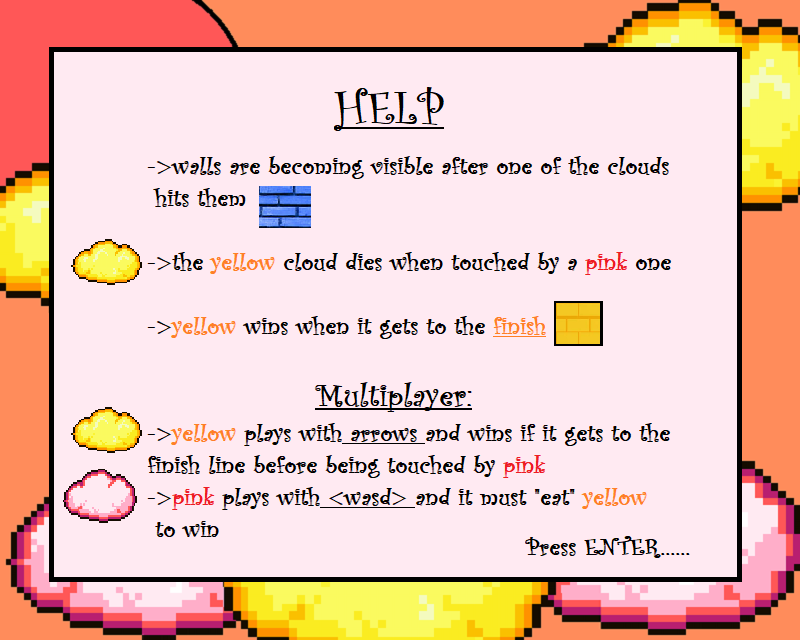 HELP
->walls are becoming visible after one of the clouds
hits them
->the yellow cloud dies when touched by a pink one
->yellow wins when it gets to the finish
Multiplayer:
->yellow plays with arrows and wins if it gets to the
finish line before being touched by pink
->pink plays with <wasd> and it must "eat" yellow
to win
Press ENTER......